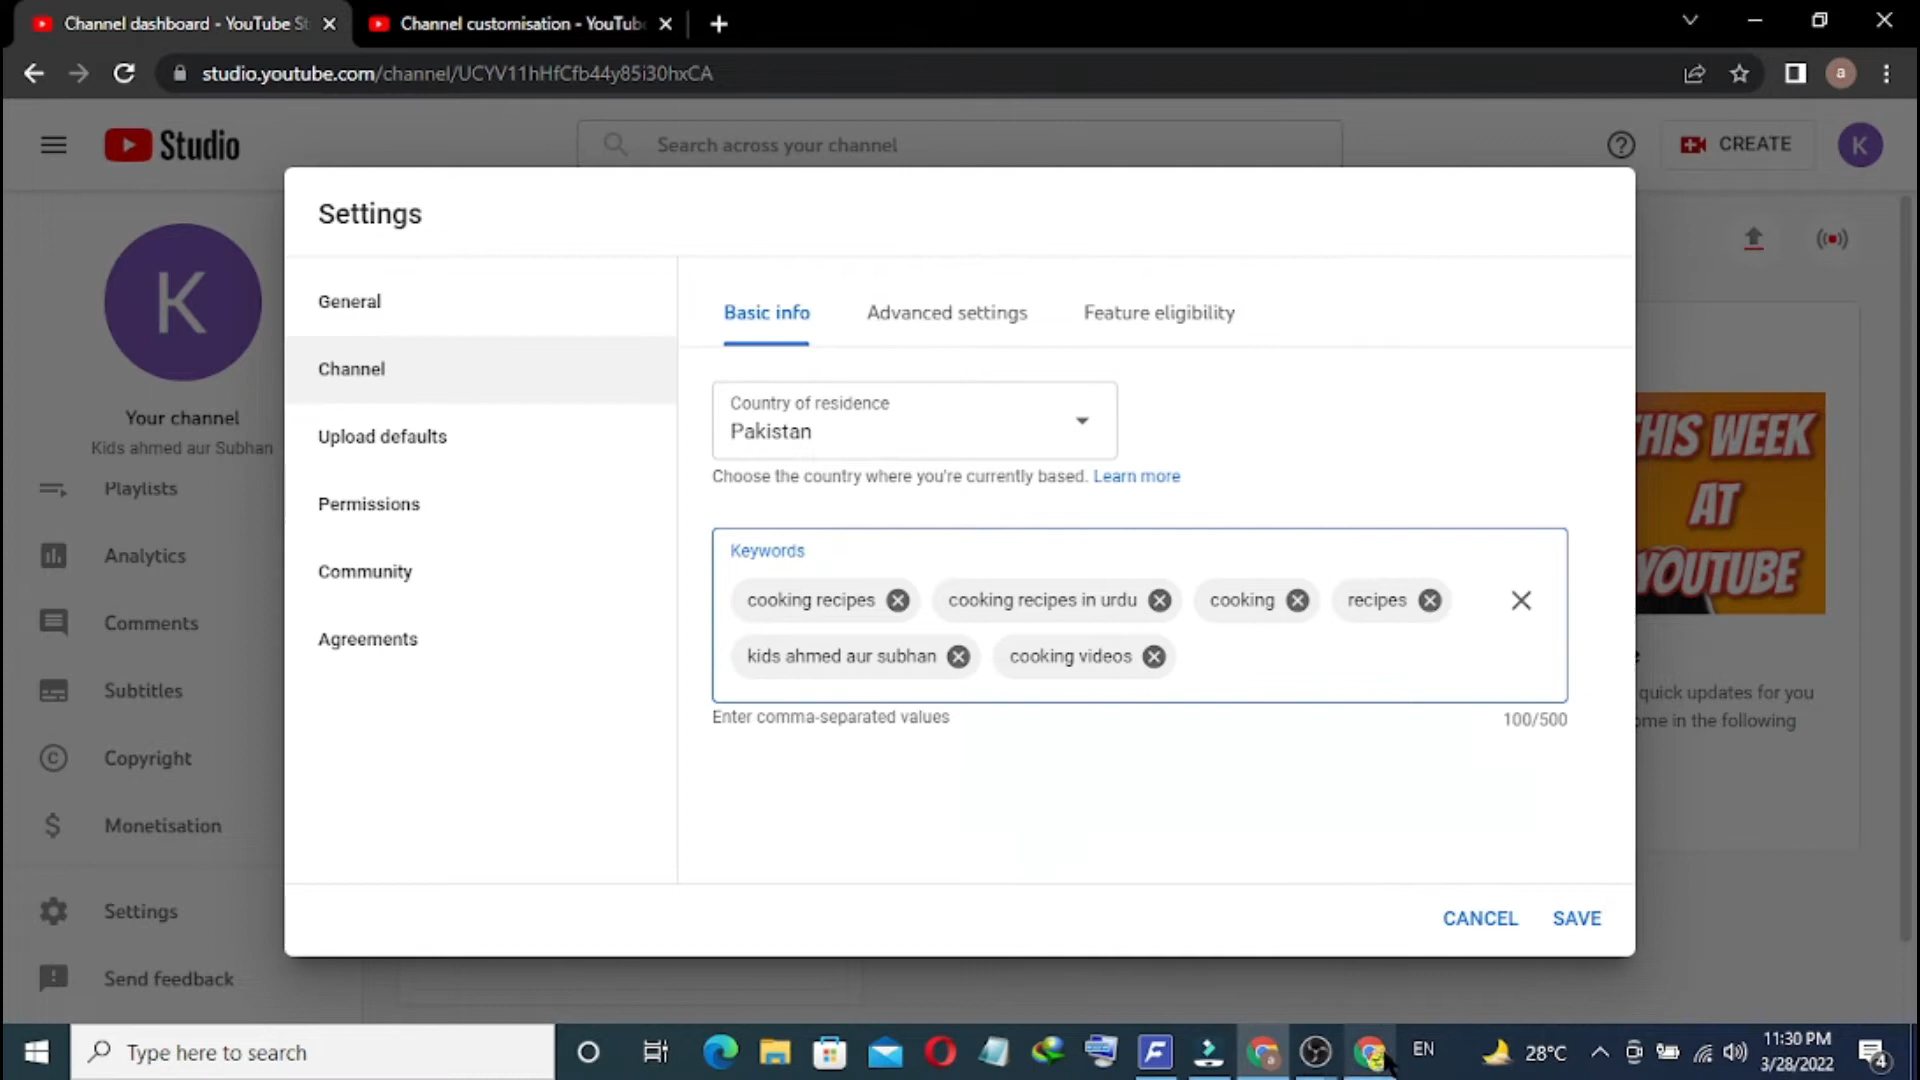 Channel dashboard - YouTube St
Channel customisation - YouTub
studio.youtube.com/channel/UCYV11hHfCfb44y85i30hxCA
a
Studio
Search across your channel
CREATE
K
Settings
K
Your channel
Kids ahmed aur Subhan
Playlists
Analytics
Comments
Subtitles
Copyright
Monetisation
Settings
Send feedback
General
Channel
Upload defaults
Permissions
Community
Agreements
Basic info
Advanced settings
Feature eligibility
Country of residence
Pakistan
Choose the country where you're currently based. Learn more
Keywords
cooking recipes
cooking recipes in urdu
cooking
recipes
kids ahmed aur subhan
cooking videos
Enter comma-separated values
100/500
CANCEL
SAVE
THIS WEEK
AT
YOUTUBE
quick updates for you
ome in the following
Type here to search
EN
28°C
11:30 PM
3/28/2022
4